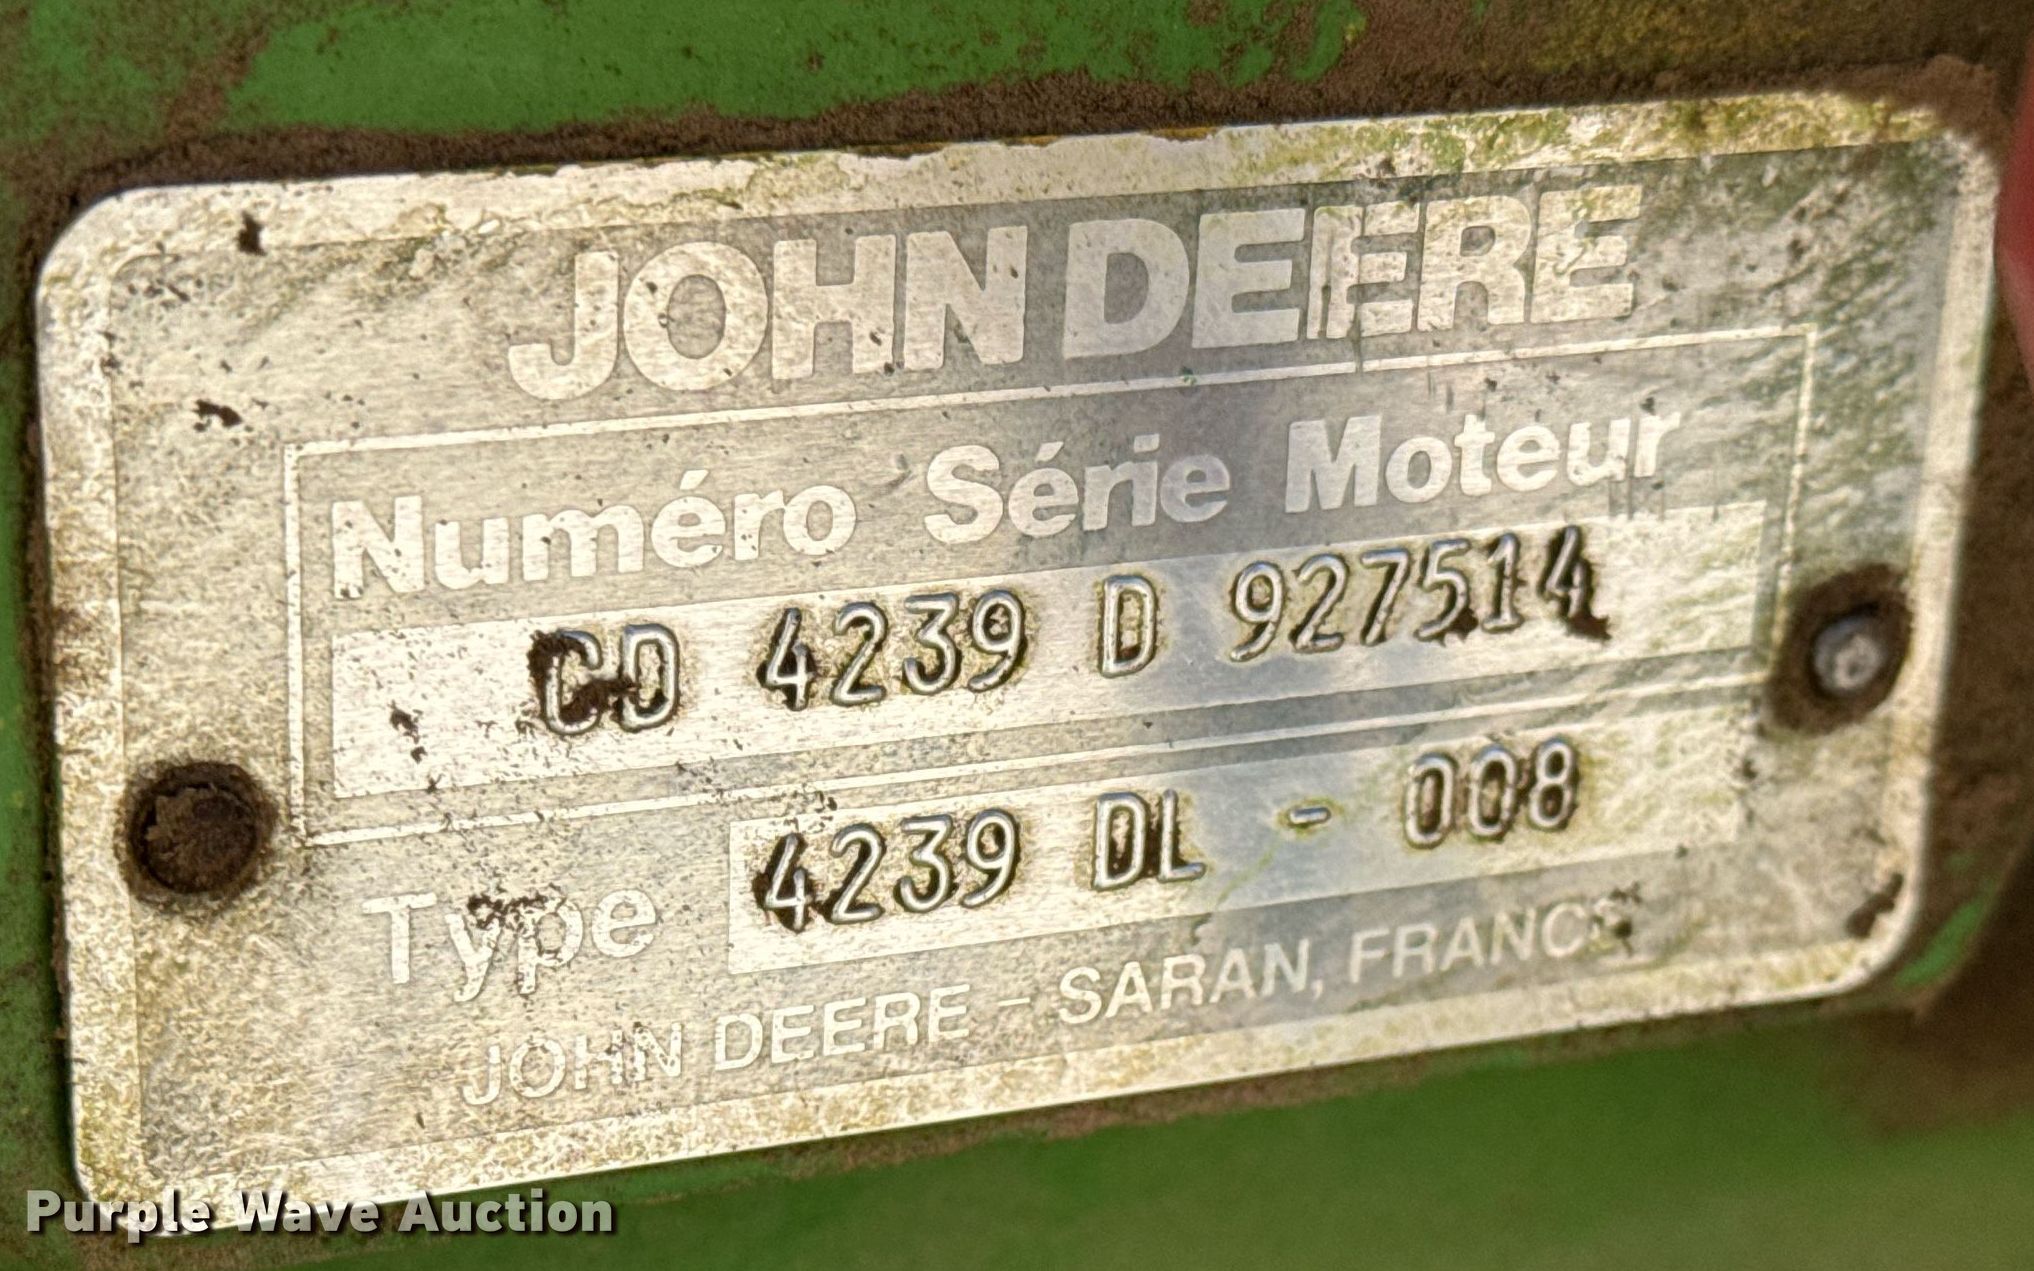 JOHN DEERE
Numéro Série Moteur
CD 4239 D 927514
Type 4239 DL - 008
JOHN DEERE - SARAN, FRANCE
Purple Wave Auction